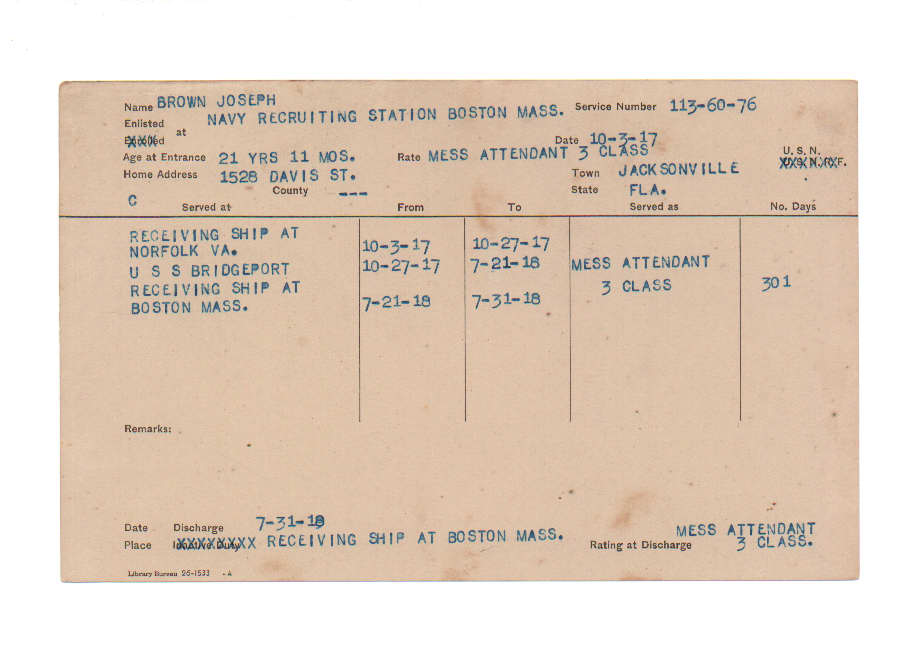 Name BROWN JOSEPH Service Number 113-60-76
Enlisted at NAVY RECRUITING STATION BOSTON MASS.
Date 10-3-17
Age at Entrance 21 YRS 11 MOS. Rate MESS ATTENDANT 3 CLASS U. S. N.
Home Address 1528 DAVIS ST. Town JACKSONVILLE
County --- State FLA.
C
Served at From To Served as No. Days
RECEIVING SHIP AT
NORFOLK VA. 10-3-17 10-27-17
U S S BRIDGEPORT 10-27-17 7-21-18 MESS ATTENDANT
RECEIVING SHIP AT 3 CLASS 301
BOSTON MASS. 7-21-18 7-31-18
Remarks:
Date Discharge 7-31-18
Place XXXXXXXX RECEIVING SHIP AT BOSTON MASS. Rating at Discharge MESS ATTENDANT
3 CLASS.
Library Bureau 26-1533 - A